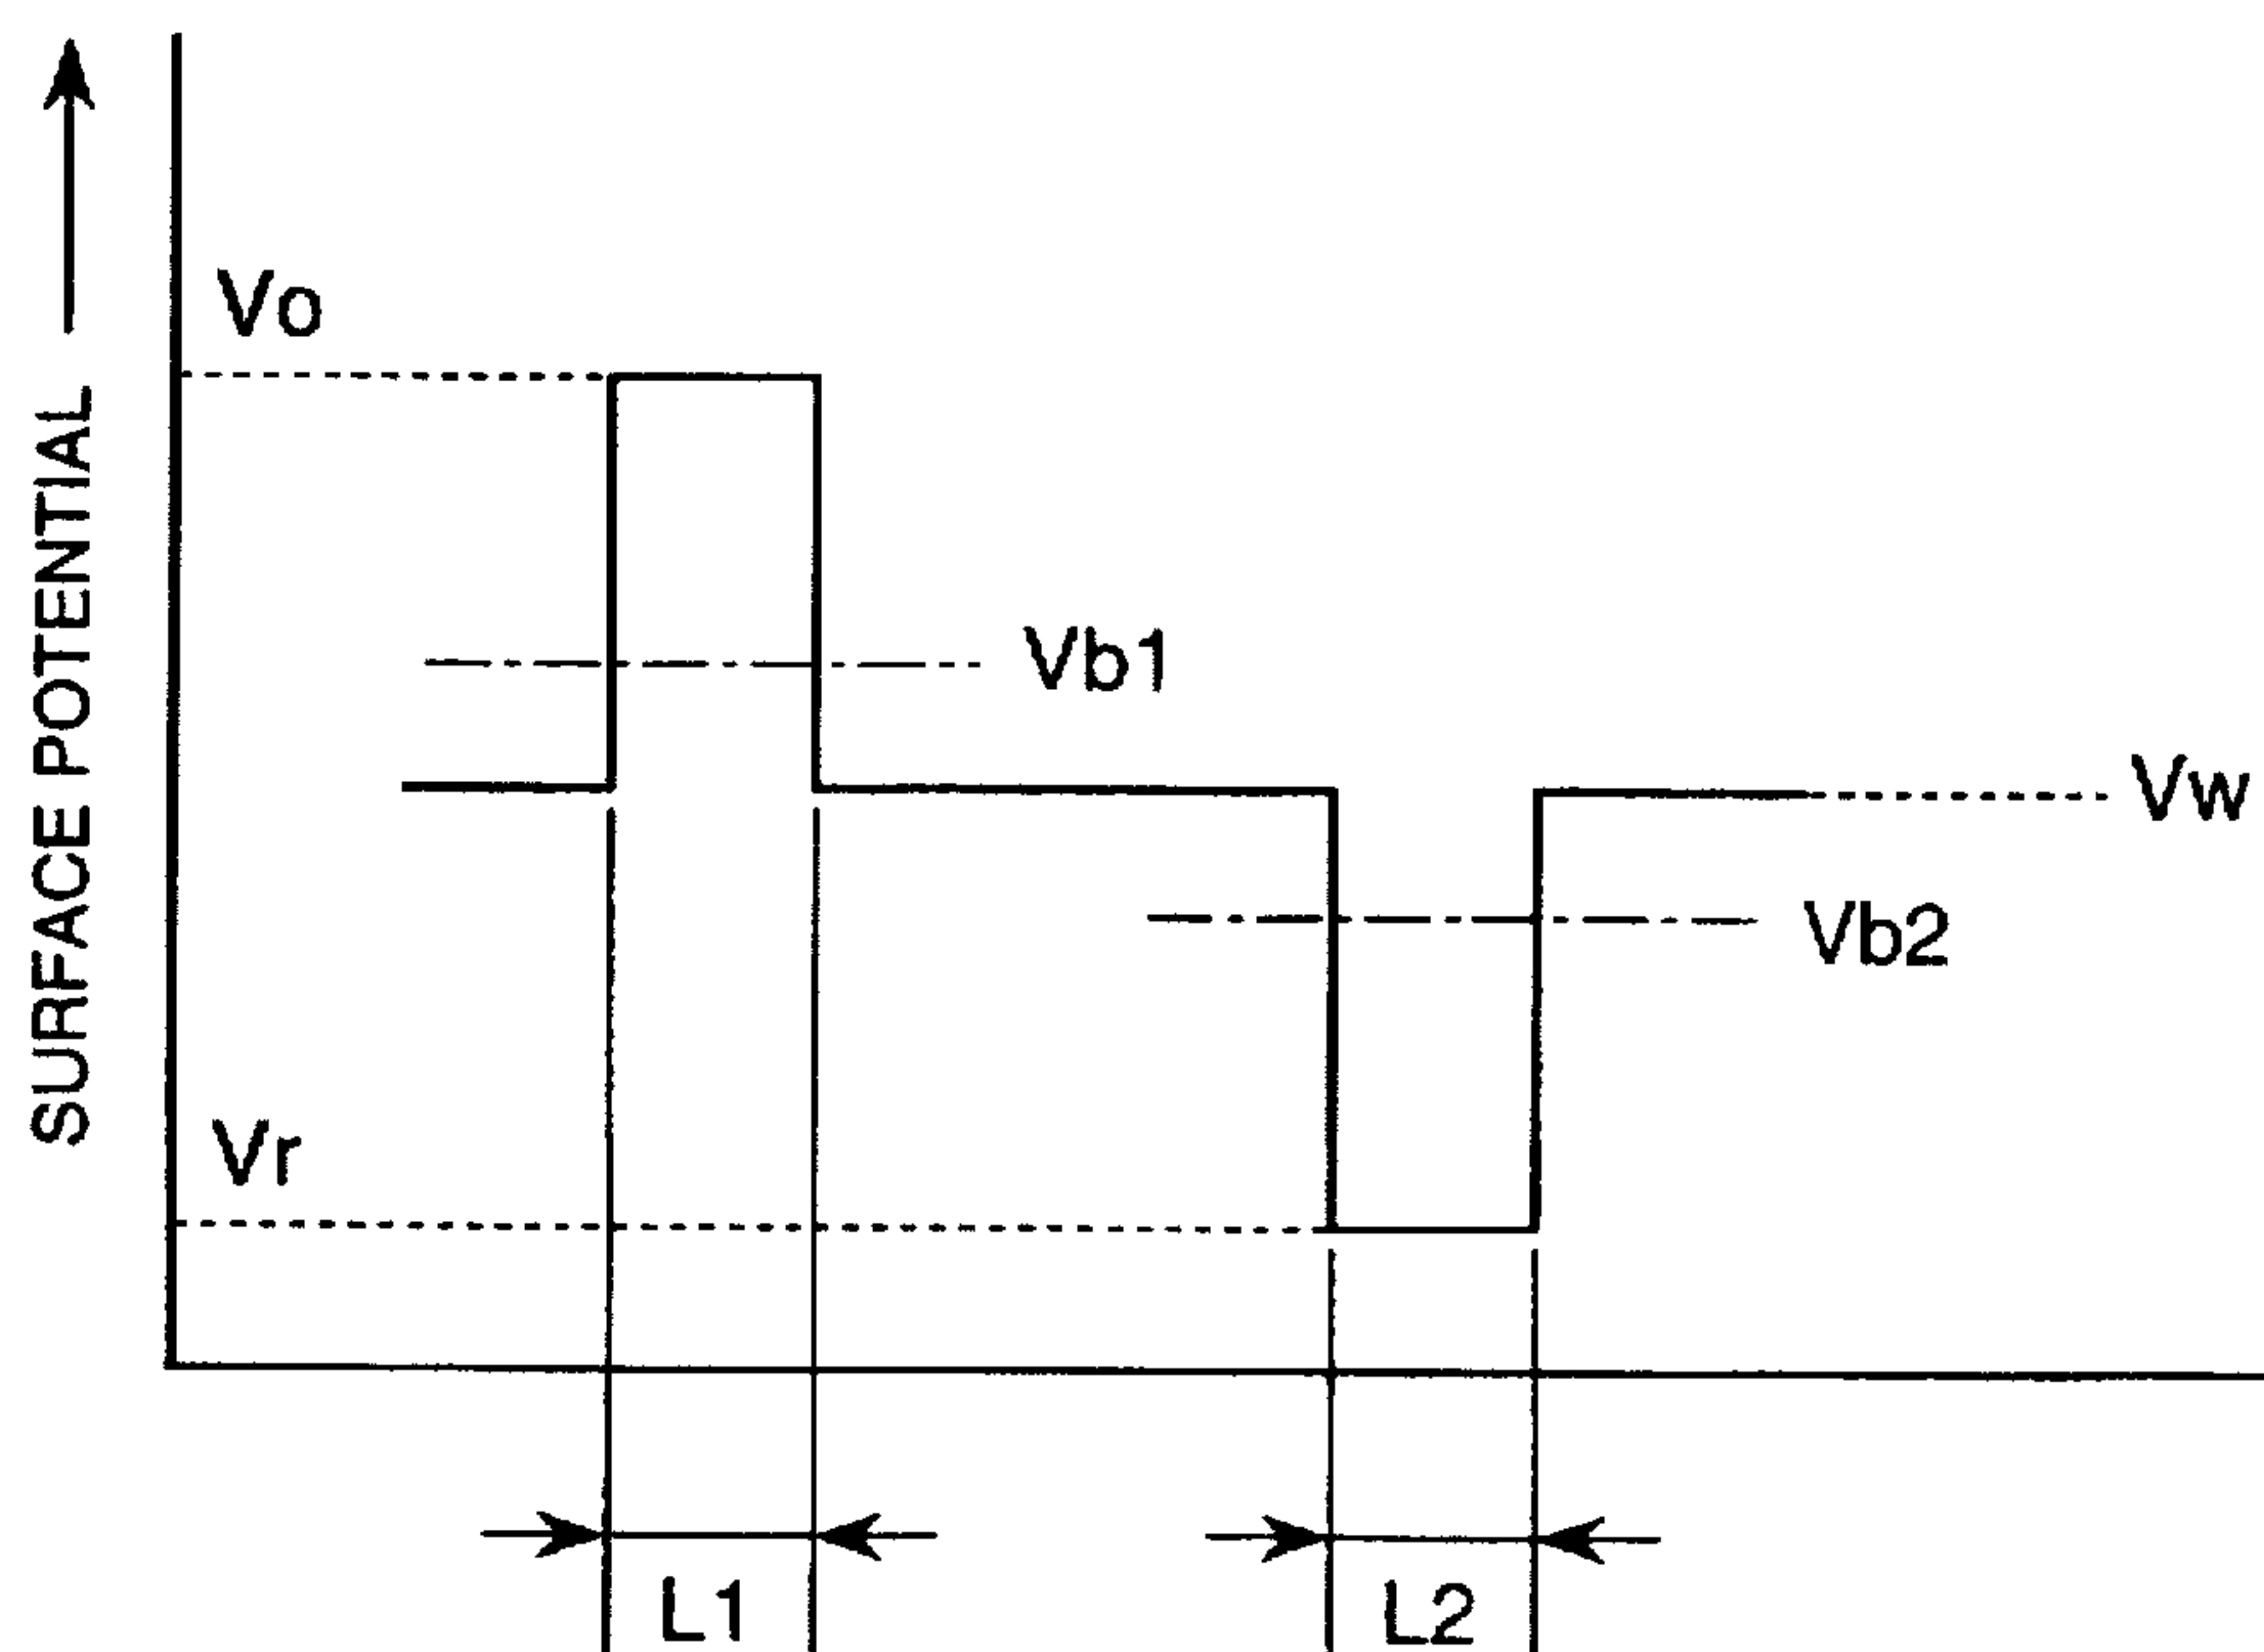 SURFACE POTENTIAL
Vo
Vb1
Vw
Vb2
Vr
L1
L2